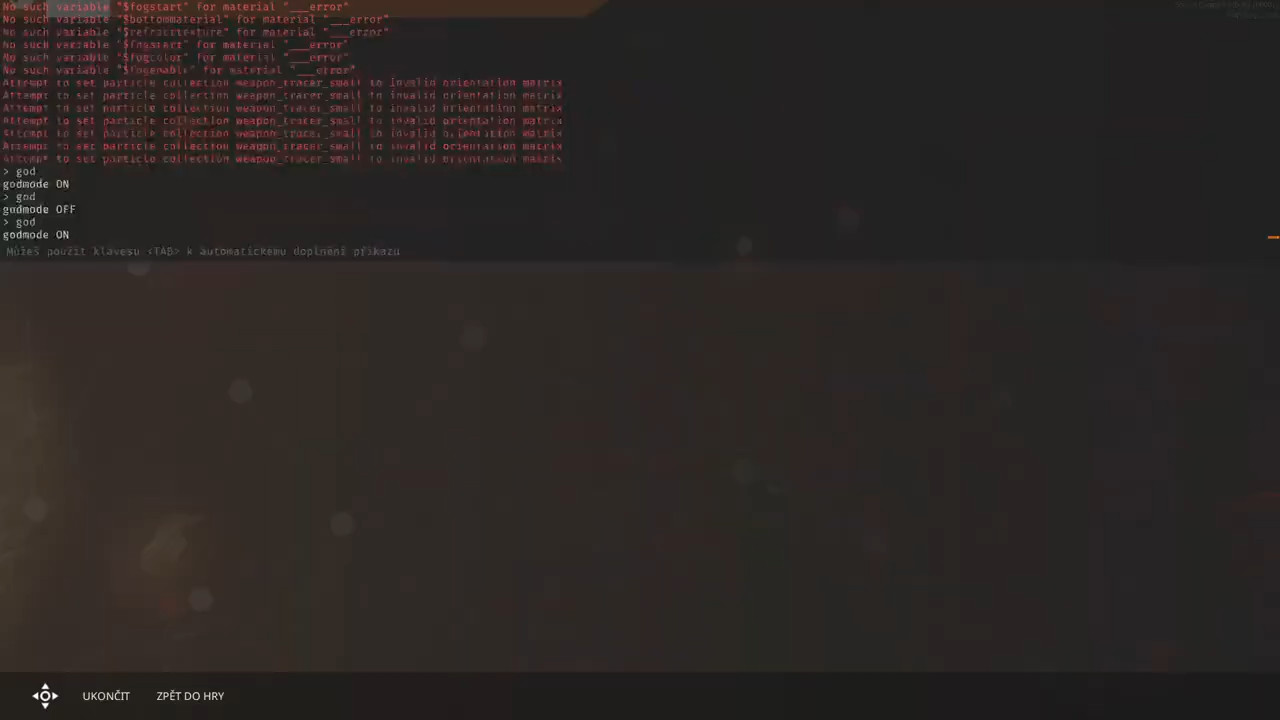 No such variable "$fogstart" for material "___error"
No such variable "$bottommaterial" for material "___error"
No such variable "$refracttexture" for material "___error"
No such variable "$fogstart" for material "___error"
No such variable "$fogcolor" for material "___error"
No such variable "$fogenable" for material "___error"
Attempt to set particle collection weapon_tracer_small to invalid orientation matrix
Attempt to set particle collection weapon_tracer_small to invalid orientation matrix
Attempt to set particle collection weapon_tracer_small to invalid orientation matrix
Attempt to set particle collection weapon_tracer_small to invalid orientation matrix
Attempt to set particle collection weapon_tracer_small to invalid orientation matrix
Attempt to set particle collection weapon_tracer_small to invalid orientation matrix
Attempt to set particle collection weapon_tracer_small to invalid orientation matrix
> god
godmode ON
> god
godmode OFF
> god
godmode ON
Můžeš použít klávesu <TAB> k automatickému doplnění příkazu
UKONČIT
ZPĚT DO HRY